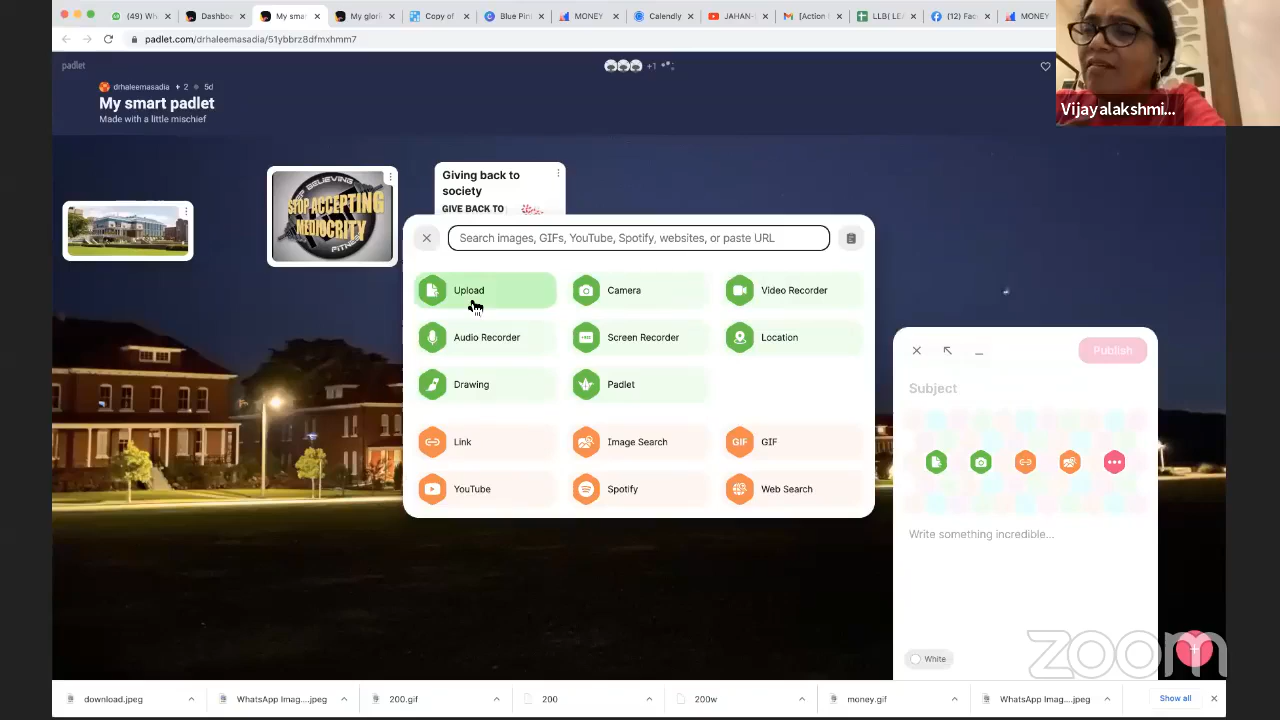 (49) Wh
Dashboa
My smar
My glori
Copy of
Blue Pin
MONEY
Calendly
JAHAN-
[Action
LLB( LEA
(12) Fac
MONEY
padlet.com/drhaleemasadia/51ybbrz8dfmxhmm7
padlet
+1
drhaleemasadia + 2 5d
My smart padlet
Made with a little mischief
Vijayalakshmi...
STOP ACCEPTING
MEDIOCRITY
Giving back to
society
GIVE BACK TO
Search images, GIFs, YouTube, Spotify, websites, or paste URL
Upload
Camera
Video Recorder
Audio Recorder
Screen Recorder
Location
Drawing
Padlet
Link
Image Search
GIF GIF
YouTube
Spotify
Web Search
Publish
Subject
Write something incredible...
White
zoom
download.jpeg
WhatsApp Imag....jpeg
200.gif
200
200w
money.gif
WhatsApp Imag....jpeg
Show all